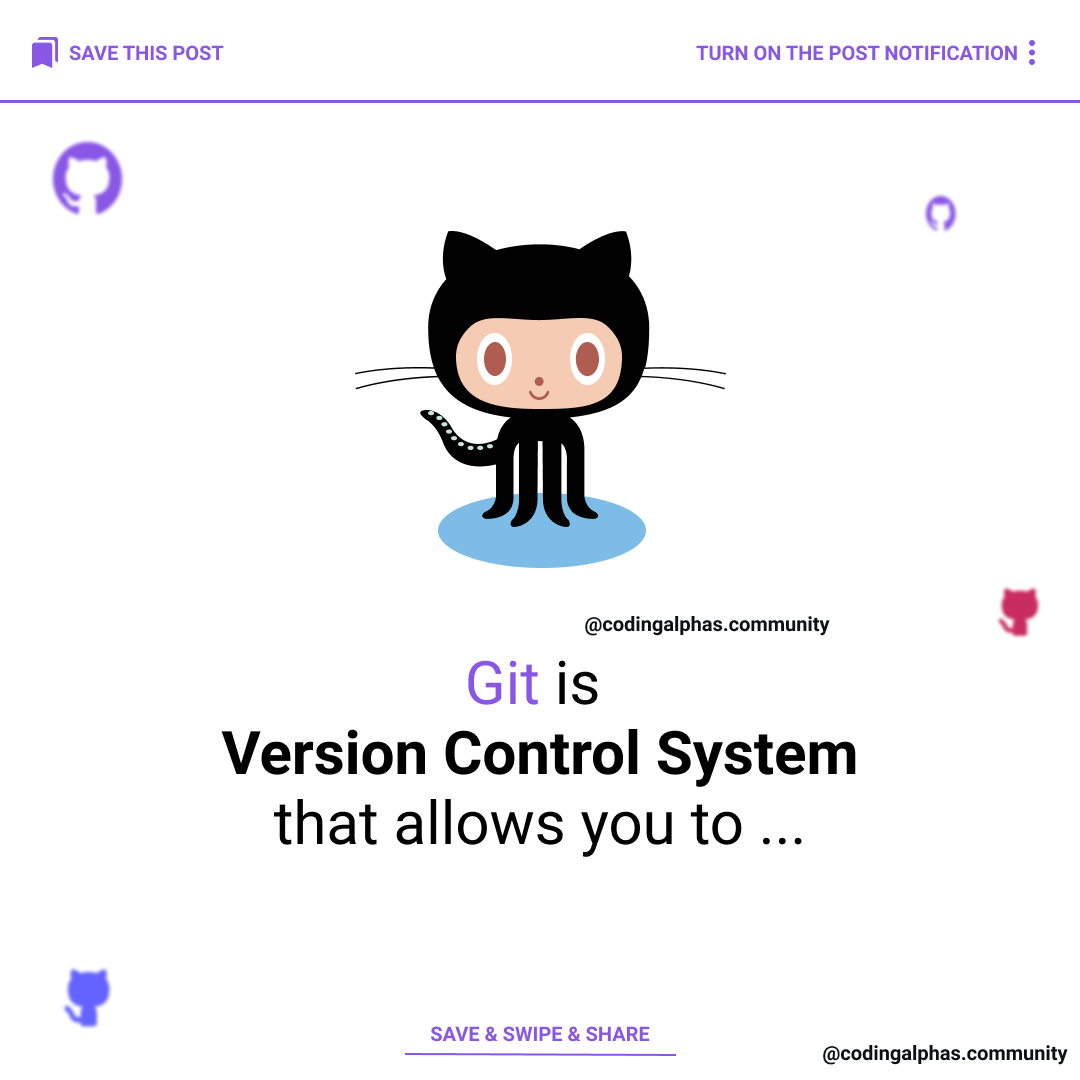 SAVE THIS POST
TURN ON THE POST NOTIFICATION
@codingalphas.community
Git is
Version Control System
that allows you to ...
SAVE & SWIPE & SHARE
@codingalphas.community